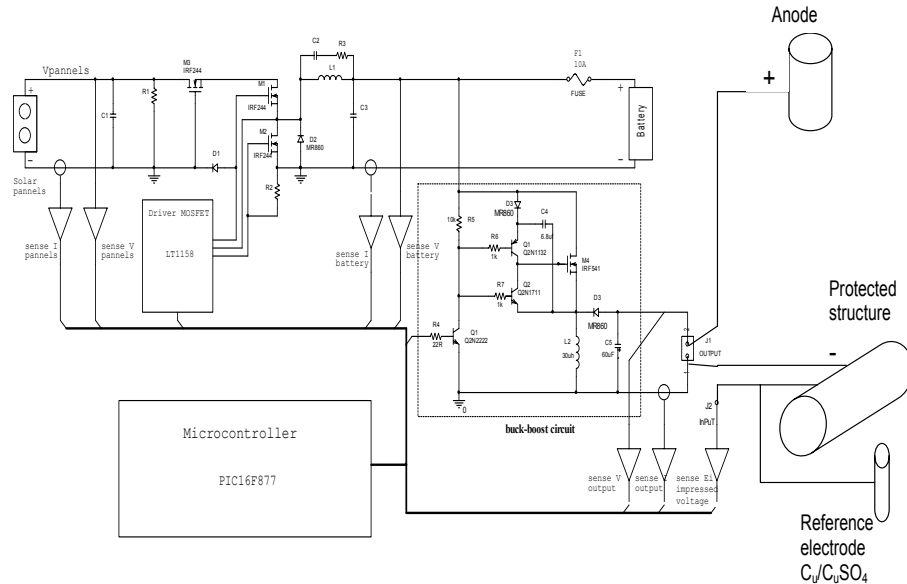 Anode
+
Vpannels
M3
IRF244
C2
R3
L1
F1
10A
FUSE
M1
IRF244
R1
C1
M2
IRF244
D2
MR860
C3
+
Battery
-
+
-
Solar
pannels
D1
R2
Driver MOSFET
LT1158
sense I
pannels
sense V
pannels
sense I
battery
sense V
battery
D3
MR860
C4
6.8uf
10k
R5
R6
1k
Q1
Q2N1132
M4
IRF541
R7
1k
Q2
Q2N1711
D3
MR860
R4
22R
Q1
Q2N2222
L2
30uh
C5
60uF
2
1
J1
OUTPUT
0
buck-boost circuit
J2
InPuT
Protected
structure
-
Microcontroller
PIC16F877
sense V
output
sense I
output
sense Ei
impressed
voltage
Reference
electrode
CU/CUSO4